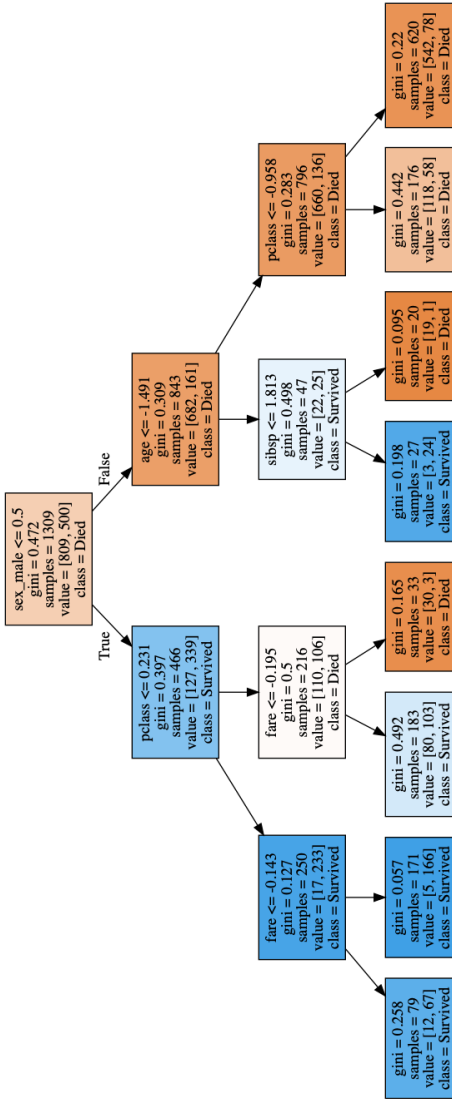 sex_male <= 0.5
gini = 0.472
samples = 1309
value = [809, 500]
class = Died
True
False
pclass <= 0.231
gini = 0.397
samples = 466
value = [127, 339]
class = Survived
age <= -1.491
gini = 0.309
samples = 843
value = [682, 161]
class = Died
fare <= -0.143
gini = 0.127
samples = 250
value = [17, 233]
class = Survived
fare <= -0.195
gini = 0.5
samples = 216
value = [110, 106]
class = Died
sibsp <= 1.813
gini = 0.498
samples = 47
value = [22, 25]
class = Survived
pclass <= -0.958
gini = 0.283
samples = 796
value = [660, 136]
class = Died
gini = 0.258
samples = 79
value = [12, 67]
class = Survived
gini = 0.057
samples = 171
value = [5, 166]
class = Survived
gini = 0.492
samples = 183
value = [80, 103]
class = Survived
gini = 0.165
samples = 33
value = [30, 3]
class = Died
gini = 0.198
samples = 27
value = [3, 24]
class = Survived
gini = 0.095
samples = 20
value = [19, 1]
class = Died
gini = 0.442
samples = 176
value = [118, 58]
class = Died
gini = 0.22
samples = 620
value = [542, 78]
class = Died